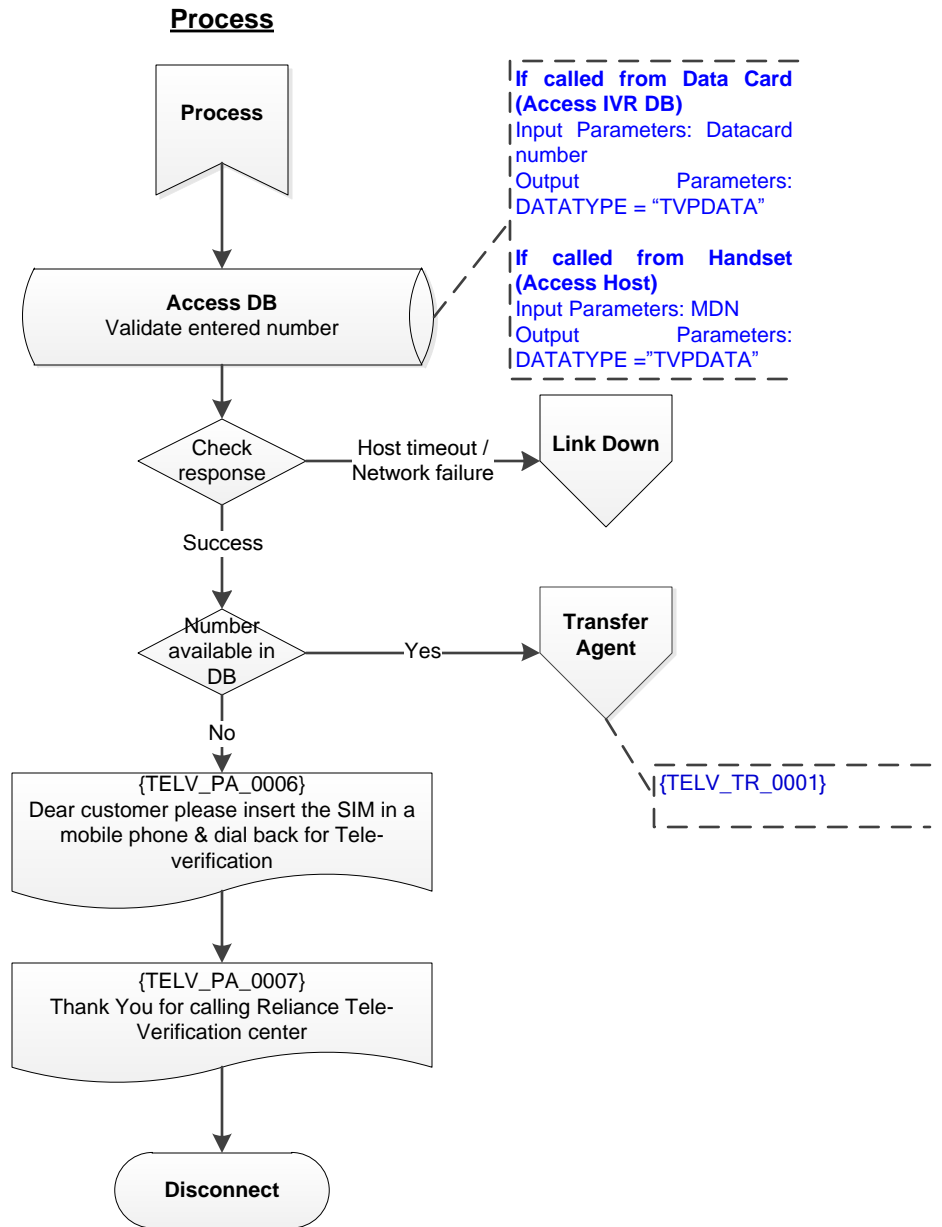 Process
Process
If called from Data Card
(Access IVR DB)
Input Parameters: Datacard
number
Output Parameters:
DATATYPE = “TVPDATA”
If called from Handset
(Access Host)
Input Parameters: MDN
Output Parameters:
DATATYPE =”TVPDATA”
Access DB
Validate entered number
Check
response
Host timeout /
Network failure
Link Down
Success
Number
available in
DB
Yes
Transfer
Agent
No
{TELV_TR_0001}
{TELV_PA_0006}
Dear customer please insert the SIM in a
mobile phone & dial back for Tele-
verification
{TELV_PA_0007}
Thank You for calling Reliance Tele-
Verification center
Disconnect